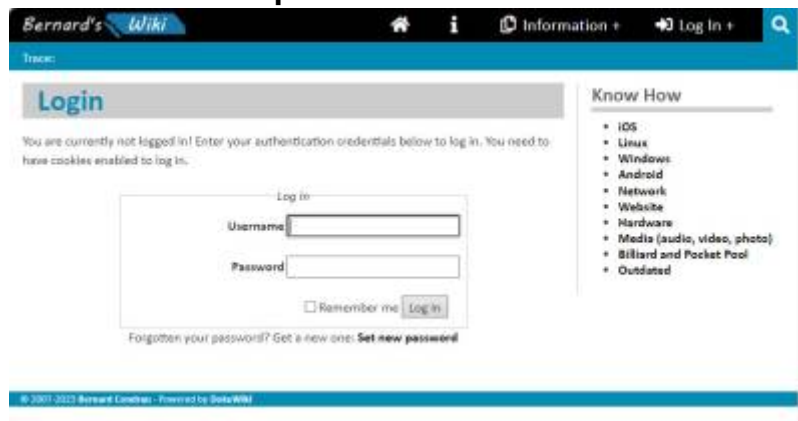 Bernard's Wiki
Information +
Log In +
Trace:
Login
You are currently not logged in! Enter your authentication credentials below to log in. You need to
have cookies enabled to log in.
Log In
Username
Password
Remember me Log In
Forgotten your password? Get a new one: Set new password
Know How
iOS
Linux
Windows
Android
Network
Website
Hardware
Media (audio, video, photo)
Billiard and Pocket Pool
Outdated
Bernard Condrau - Powered by DokuWiki